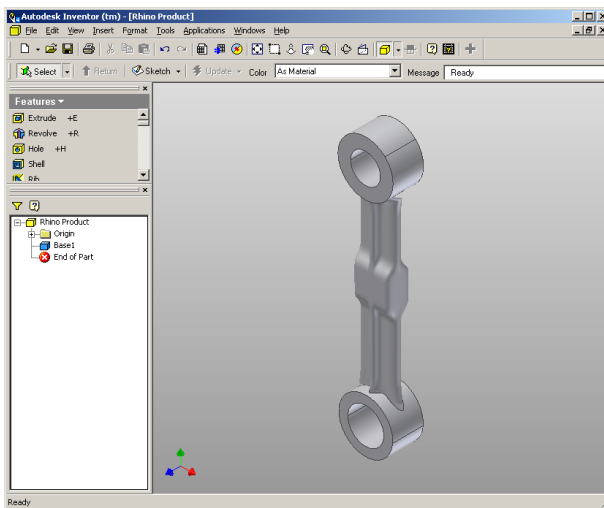 Autodesk Inventor (tm) - [Rhino Product]
File Edit View Insert Format Tools Applications Windows Help
Select Return Sketch Update Color As Material Message Ready
Features
Extrude +E
Revolve +R
Hole +H
Shell
Rib
Rhino Product
Origin
Base1
End of Part
Ready